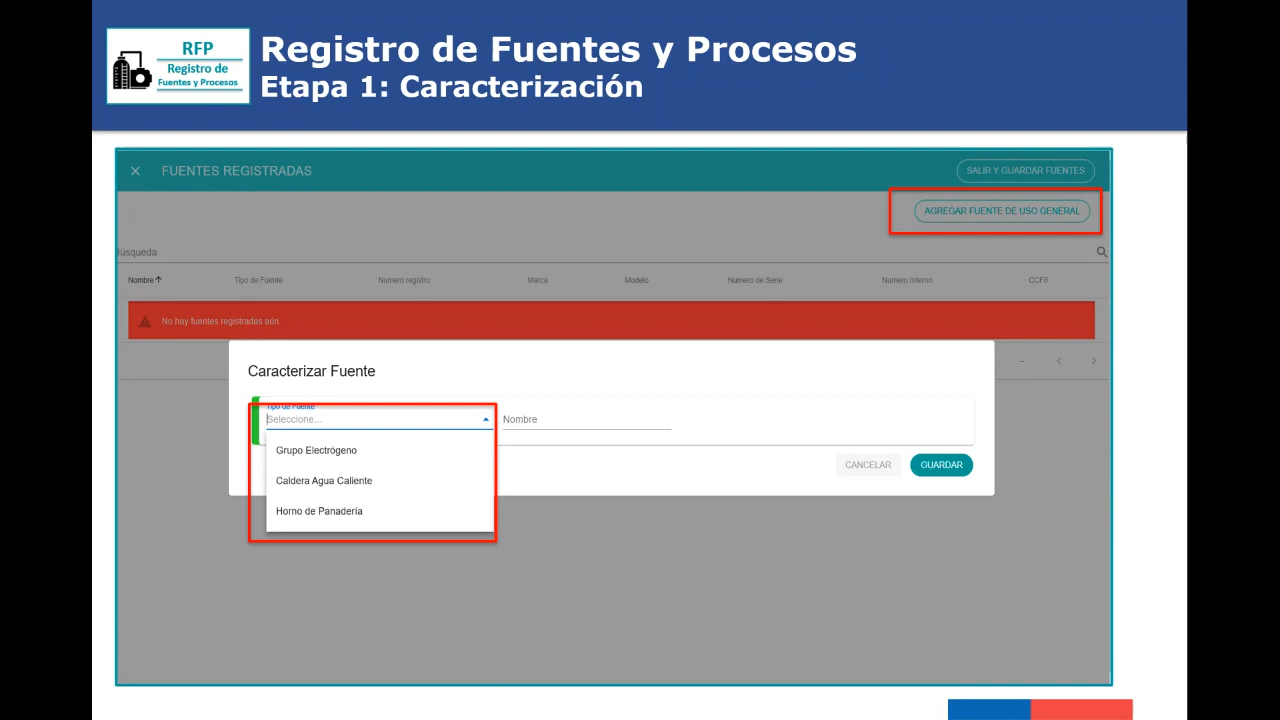 RFP
Registro de
Fuentes y Procesos
Registro de Fuentes y Procesos
Etapa 1: Caracterización
FUENTES REGISTRADAS
SALIR Y GUARDAR FUENTES
AGREGAR FUENTE DE USO GENERAL
úsqueda
Nombre Tipo de Fuente Numero registro Marca Modelo Numero de Serie Numero Interno CCF8
No hay fuentes registradas aún
Caracterizar Fuente
Tipo de Fuente
Seleccione... Nombre
Grupo Electrógeno
CANCELAR GUARDAR
Caldera Agua Caliente
Horno de Panadería